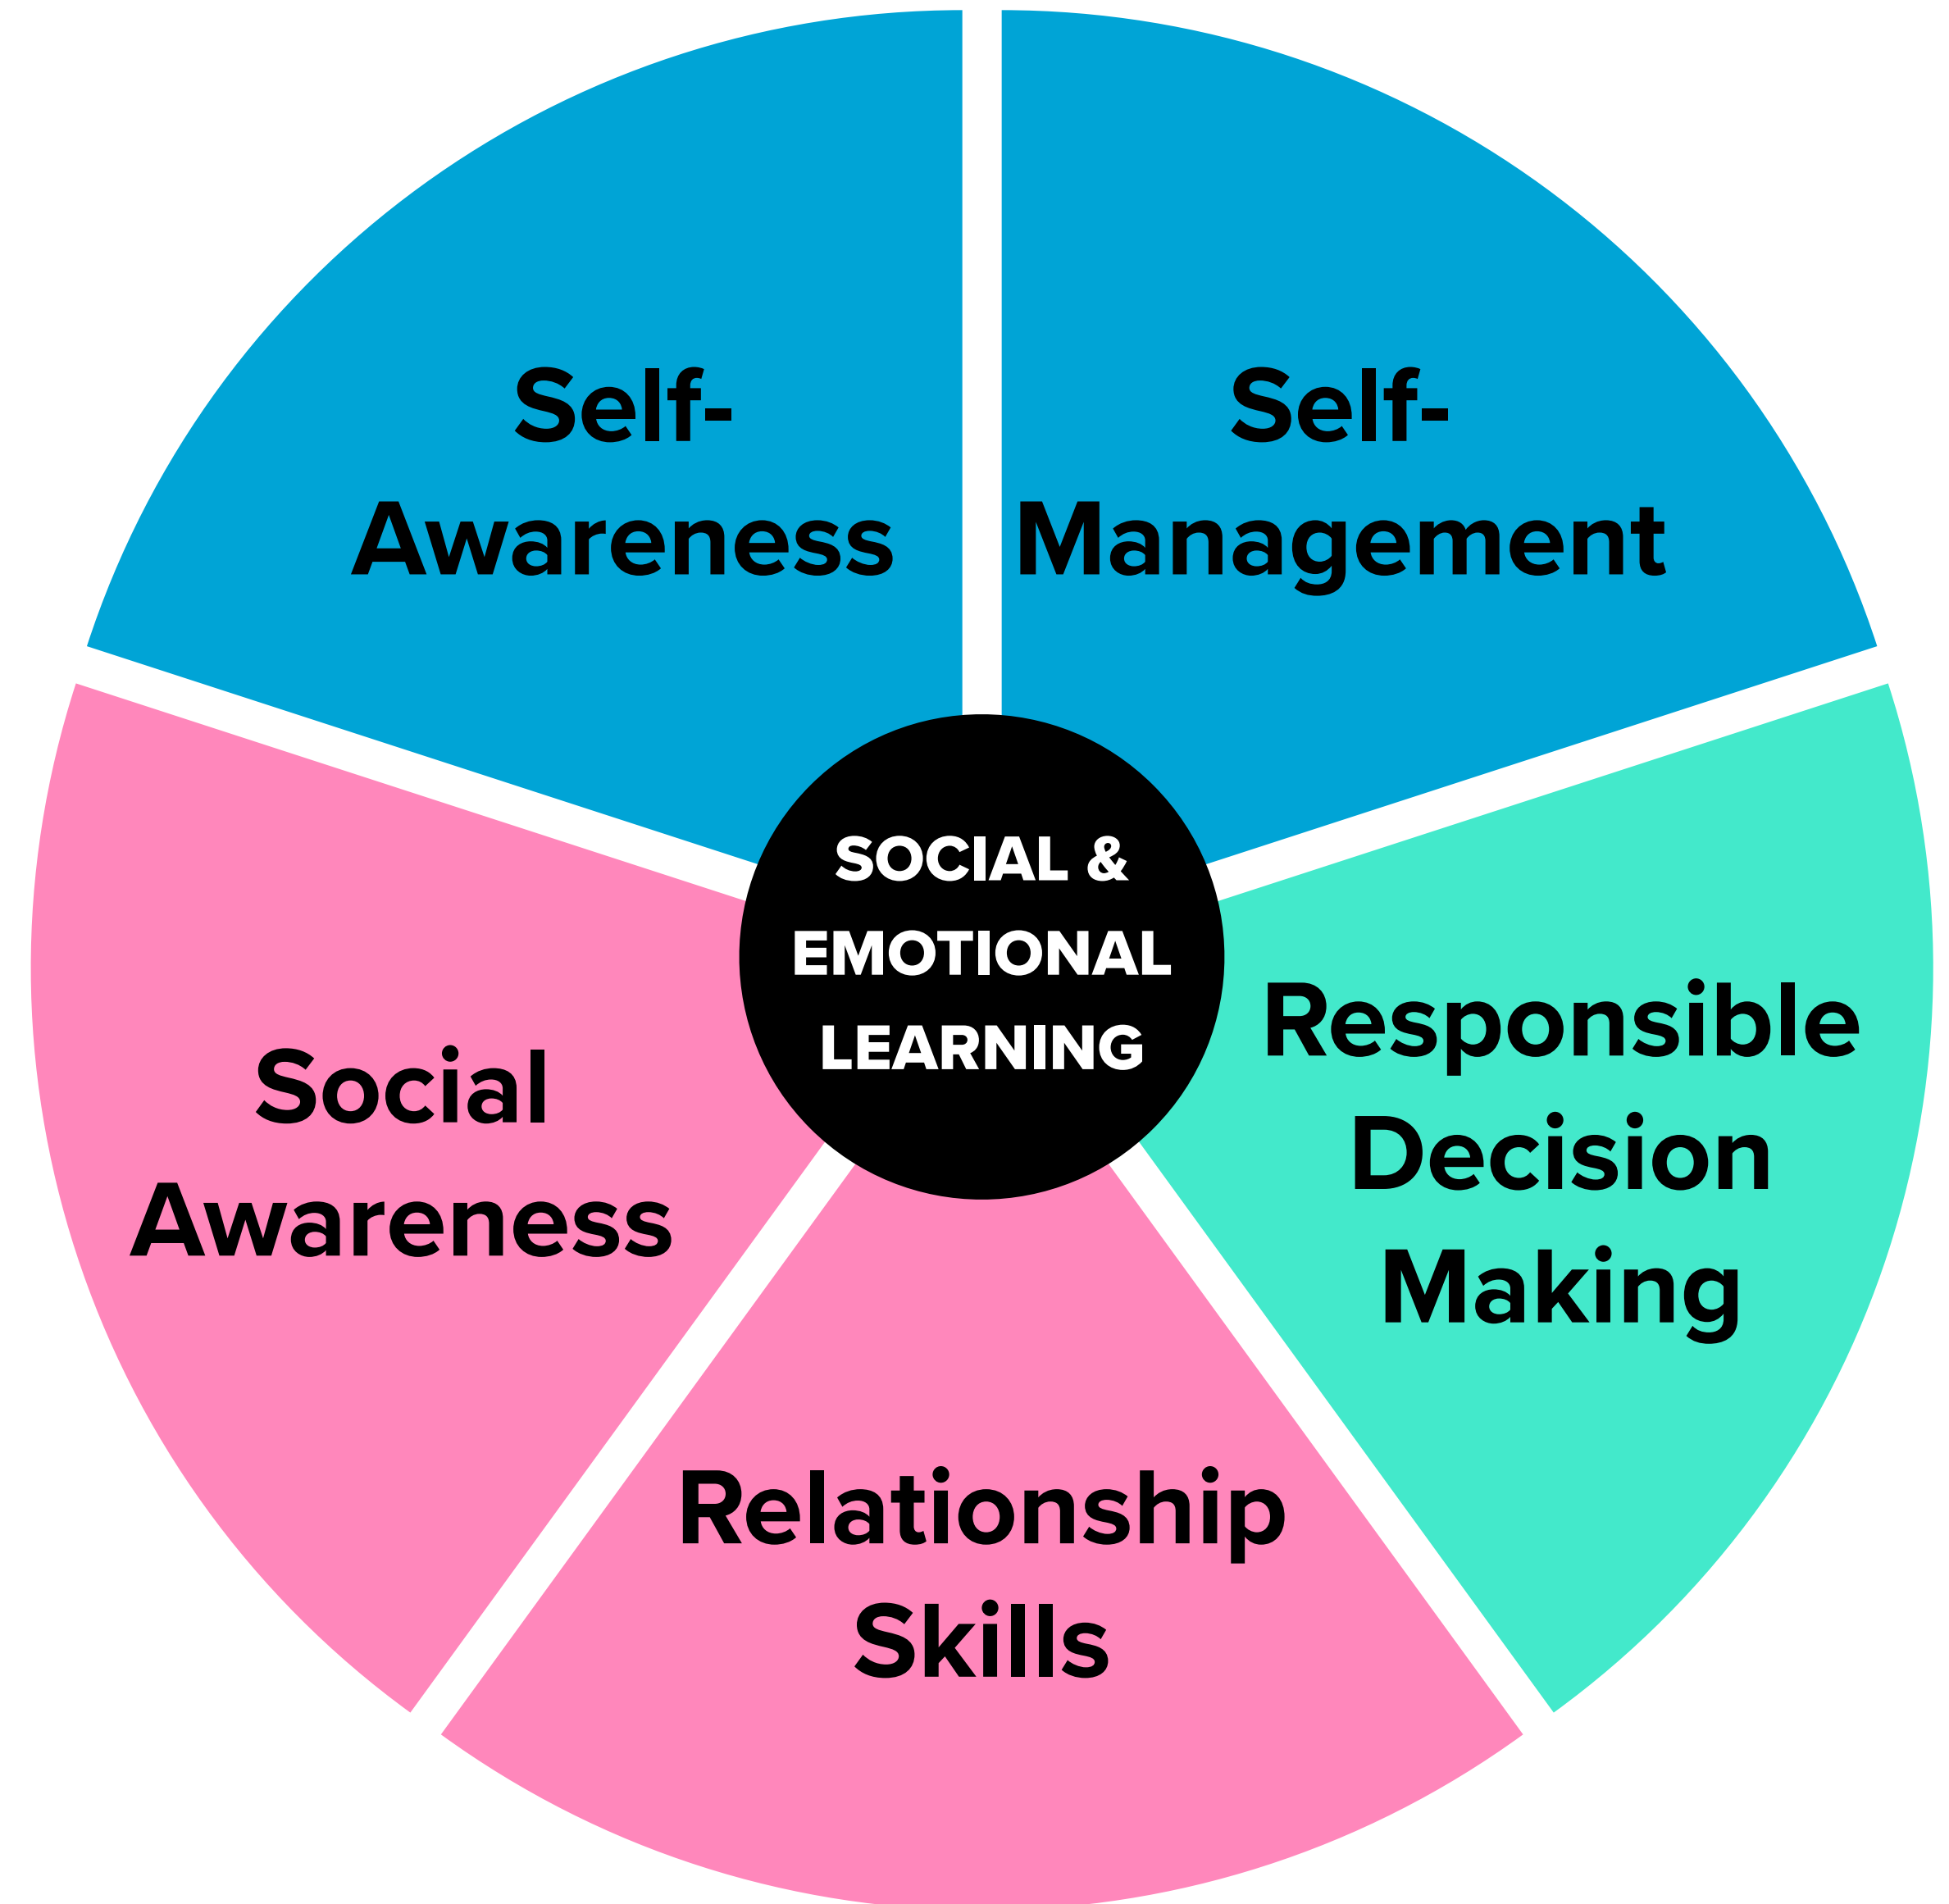 Self-
Awareness
Self-
Management
SOCIAL &
EMOTIONAL
LEARNING
Responsible
Decision
Making
Social
Awareness
Relationship
Skills